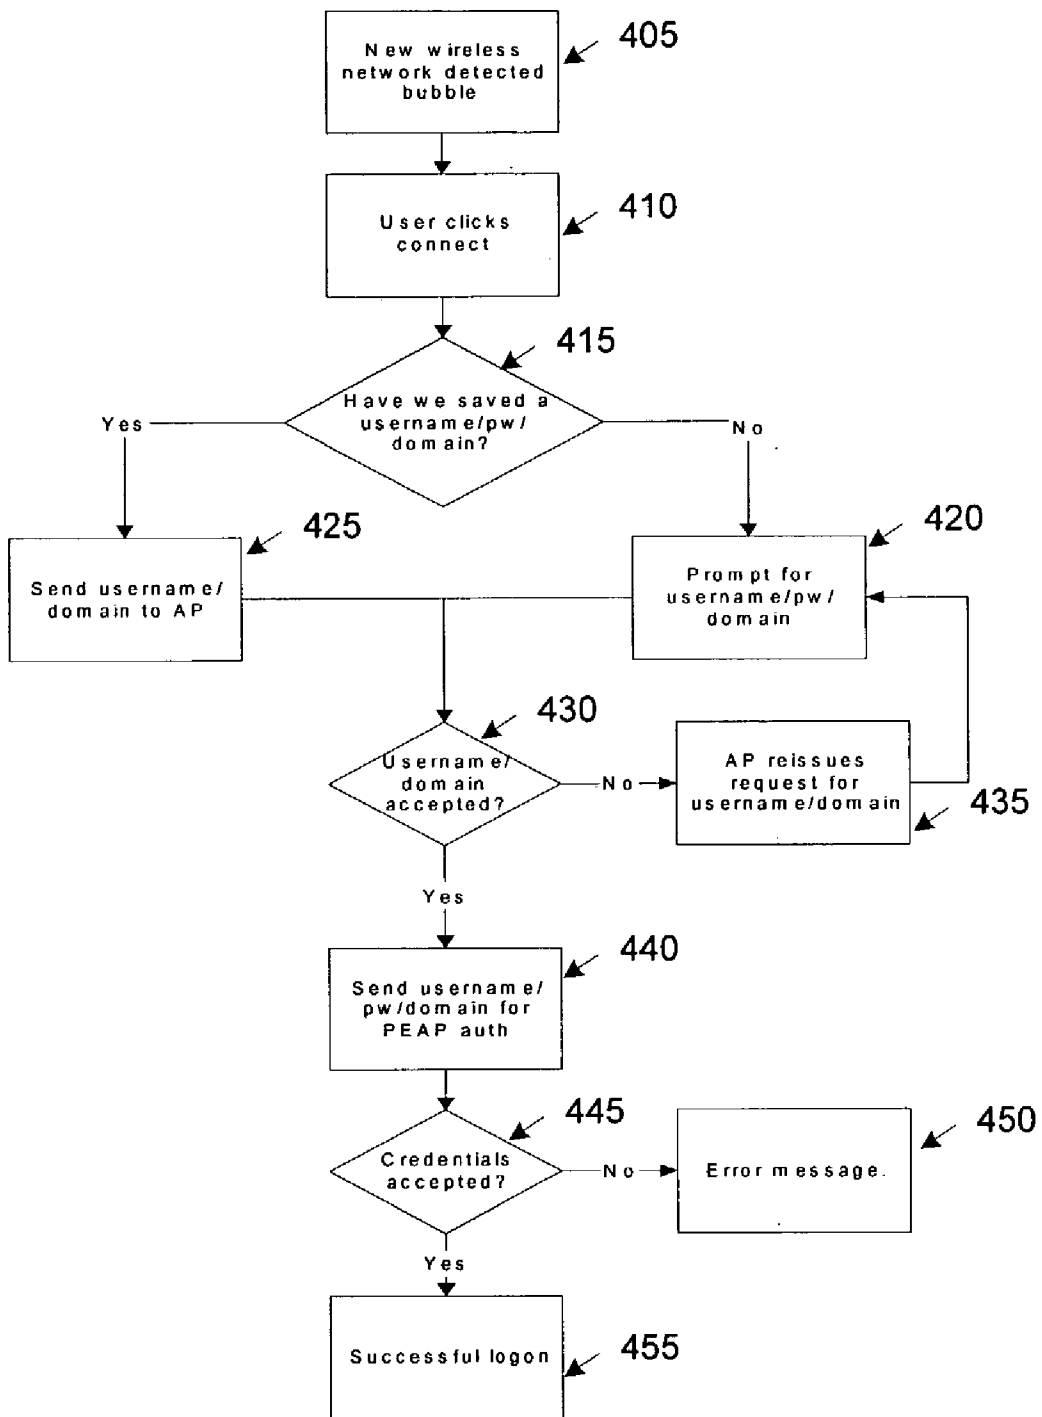 New wireless
network detected
bubble
405
User clicks
connect
410
415
Have we saved a
username/pw/
domain?
Yes
No
425
420
Send username/
domain to AP
Prompt for
username/pw/
domain
430
Username/
domain
accepted?
No
AP reissues
request for
username/domain
435
Yes
440
Send username/
pw/domain for
PEAP auth
445
450
Credentials
accepted?
No
Error message.
Yes
Successful logon
455